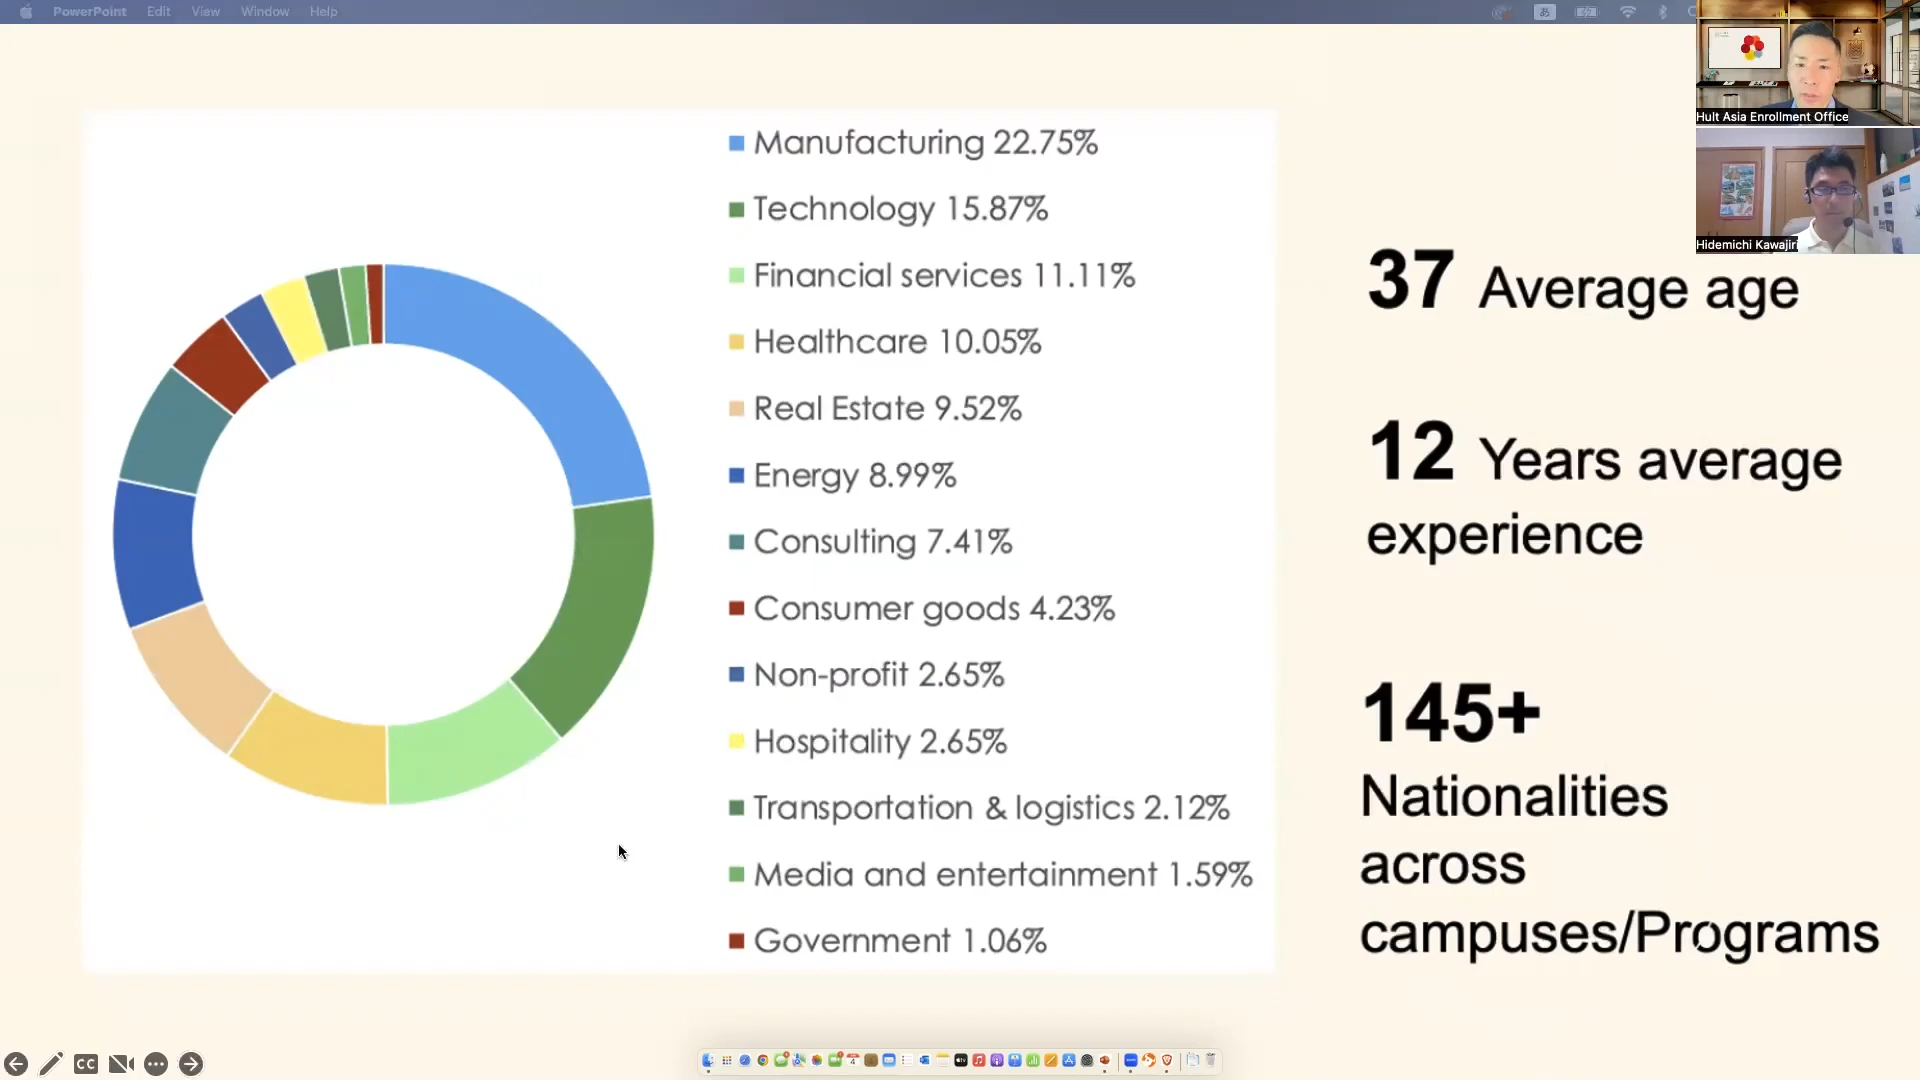 PowerPoint Edit View Window Help
あ
Hult Asia Enrollment Office
Hidemichi Kawajiri
Manufacturing 22.75%
Technology 15.87%
Financial services 11.11%
Healthcare 10.05%
Real Estate 9.52%
Energy 8.99%
Consulting 7.41%
Consumer goods 4.23%
Non-profit 2.65%
Hospitality 2.65%
Transportation & logistics 2.12%
Media and entertainment 1.59%
Government 1.06%
37 Average age
12 Years average
experience
145+
Nationalities
across
campuses/Programs
CC